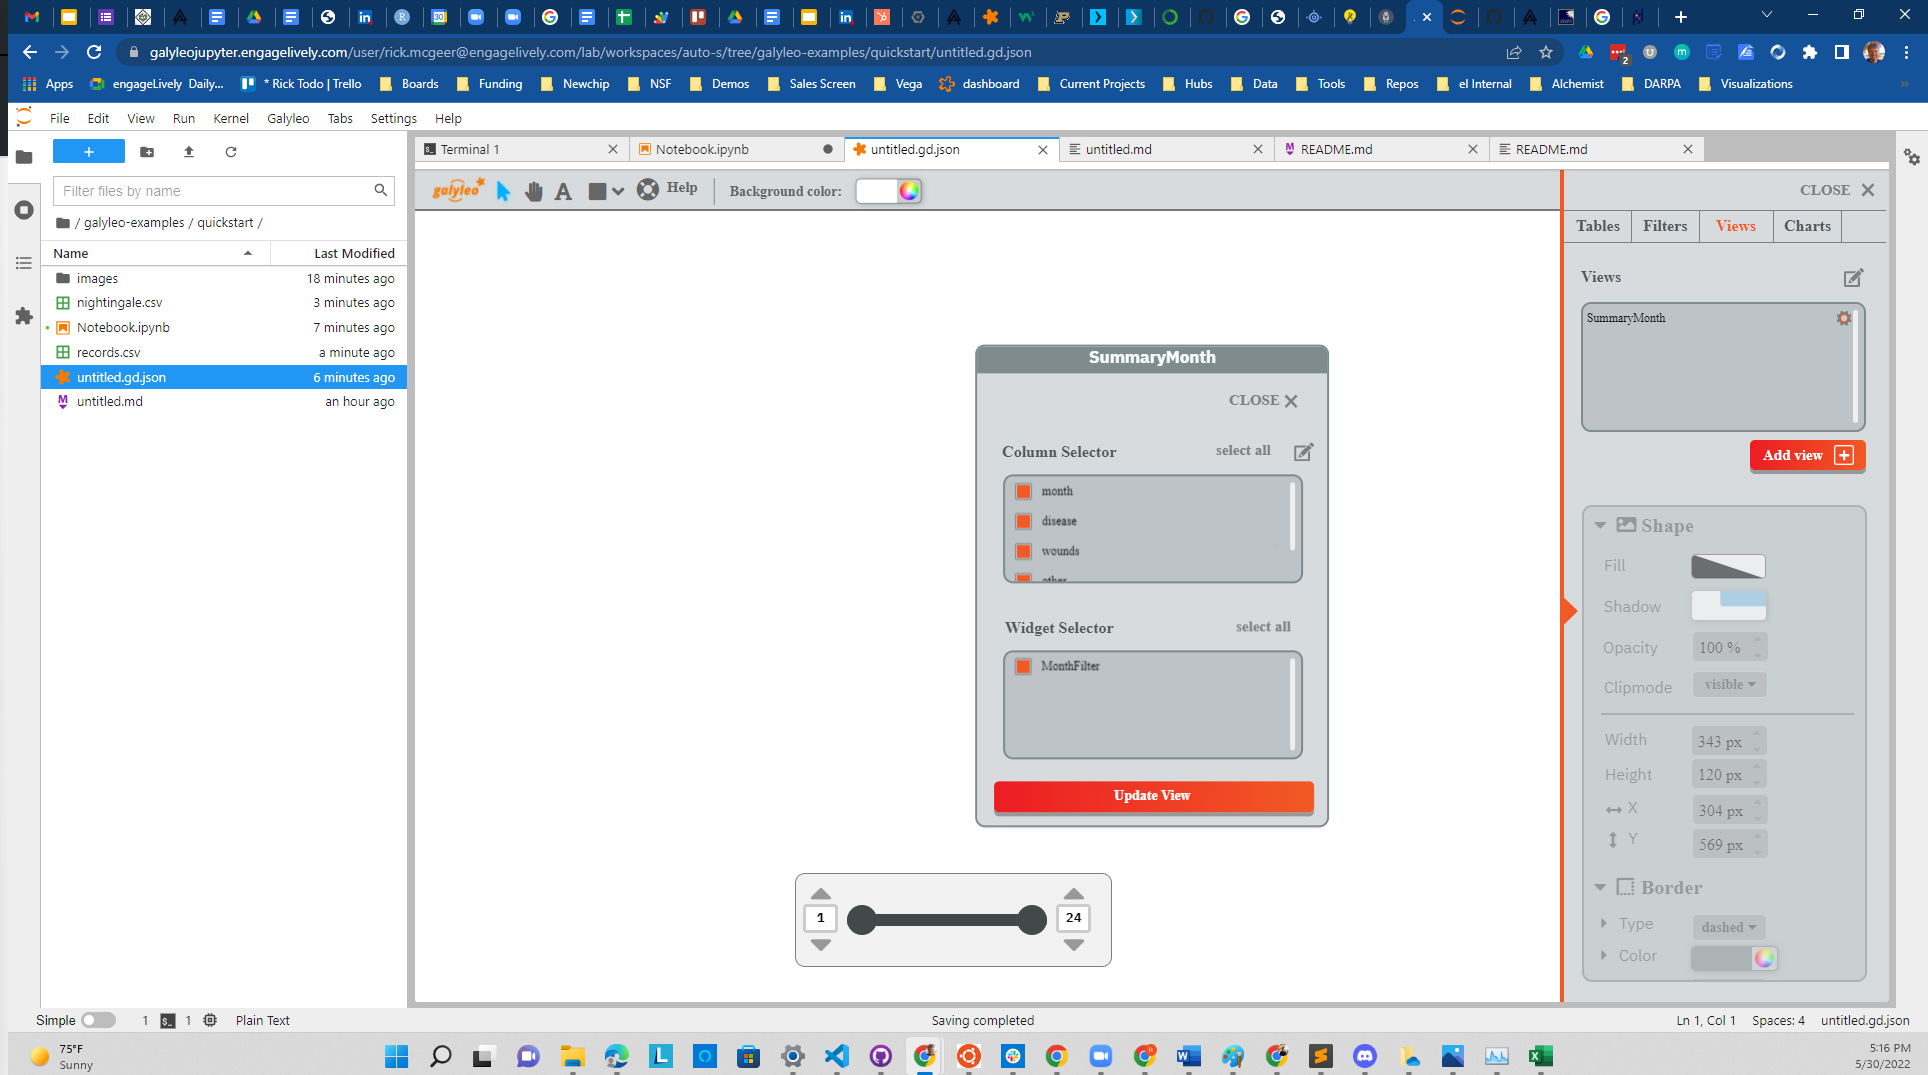 galyleojupyter.engagelively.com/user/rick.mcgeer@engagelively.com/lab/workspaces/auto-s/tree/galyleo-examples/quickstart/untitled.gd.json
2
Apps
engageLively Daily...
* Rick Todo | Trello
Boards
Funding
Newchip
NSF
Demos
Sales Screen
Vega
dashboard
Current Projects
Hubs
Data
Tools
Repos
el Internal
Alchemist
DARPA
Visualizations
»
File Edit View Run Kernel Galyleo Tabs Settings Help
+
Filter files by name
/ galyleo-examples / quickstart /
Name Last Modified
images 18 minutes ago
nightingale.csv 3 minutes ago
Notebook.ipynb 7 minutes ago
records.csv a minute ago
untitled.gd.json 6 minutes ago
untitled.md an hour ago
Terminal 1
Notebook.ipynb
untitled.gd.json
untitled.md
README.md
README.md
galyleo
A
Help
Background color:
SummaryMonth
CLOSE
Column Selector select all
month
disease
wounds
other
Widget Selector select all
MonthFilter
Update View
1
24
CLOSE
Tables Filters Views Charts
Views
SummaryMonth
Add view
Shape
Fill
Shadow
Opacity 100 %
Clipmode visible
Width 343 px
Height 120 px
X 304 px
Y 569 px
Border
Type dashed
Color
Simple 1 1 Plain Text
Saving completed
Ln 1, Col 1 Spaces: 4 untitled.gd.json
75°F
Sunny
5:16 PM
5/30/2022